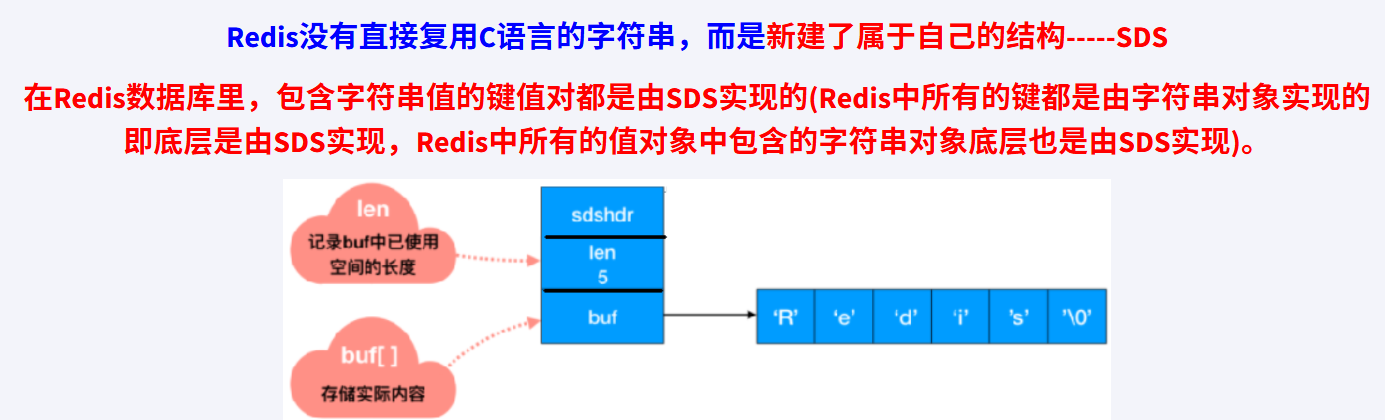 Redis没有直接复用C语言的字符串，而是新建了属于自己的结构-----SDS
在Redis数据库里，包含字符串值的键值对都是由SDS实现的(Redis中所有的键都是由字符串对象实现的
即底层是由SDS实现，Redis中所有的值对象中包含的字符串对象底层也是由SDS实现)。
len
记录buf中已使用
空间的长度
sdshdr
len
5
buf
‘R’ ‘e’ ‘d’ ‘i’ ’s’ ’\0’
buf[ ]
存储实际内容